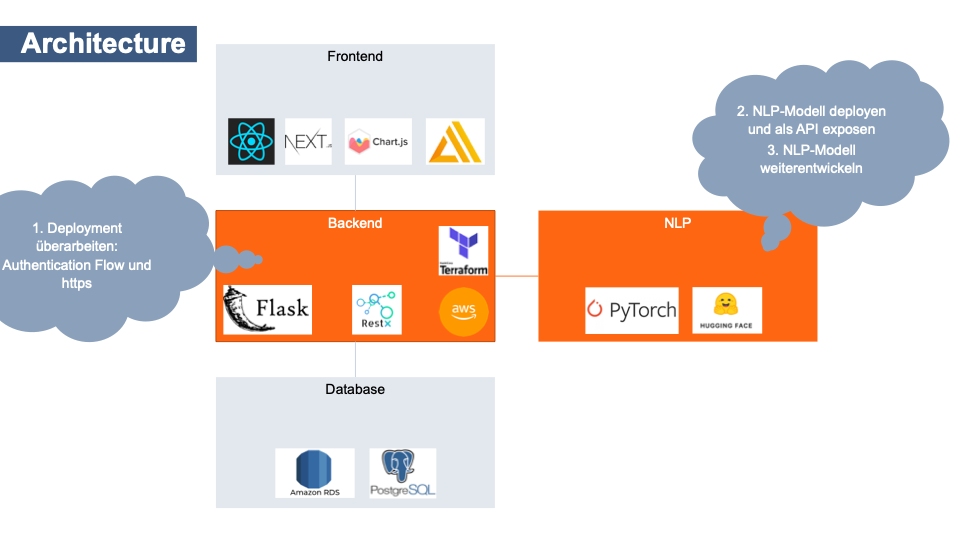 Architecture
Frontend
NEXT.JS
Chart.js
2. NLP-Modell deployen
und als API exposen
3. NLP-Modell
weiterentwickeln
1. Deployment
überarbeiten:
Authentication Flow und
https
Backend
Terraform
Flask
RestX
aws
NLP
PyTorch
HUGGING FACE
Database
Amazon RDS
PostgreSQL